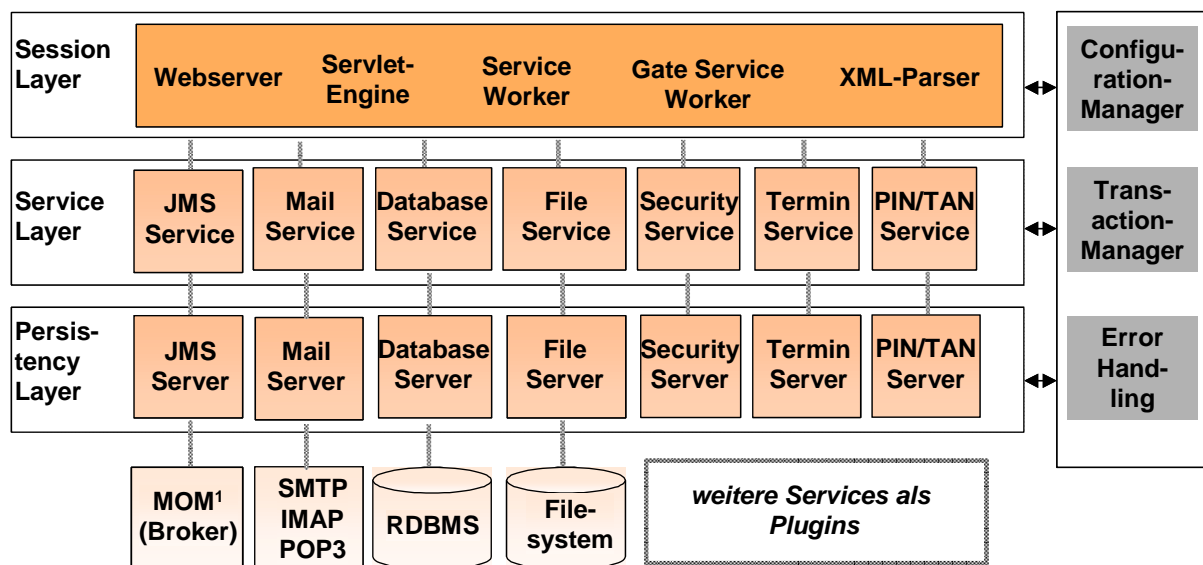 Session
Layer
Webserver
Servlet-
Engine
Service
Worker
Gate Service
Worker
XML-Parser
Configu-
ration-
Manager
Service
Layer
JMS
Service
Mail
Service
Database
Service
File
Service
Security
Service
Termin
Service
PIN/TAN
Service
Trans-
action-
Manager
Persis-
tency
Layer
JMS
Server
Mail
Server
Database
Server
File
Server
Security
Server
Termin
Server
PIN/TAN
Server
Error
Hand-
ling
MOM¹
(Broker)
SMTP
IMAP
POP3
RDBMS
File-
system
weitere Services als
Plugins